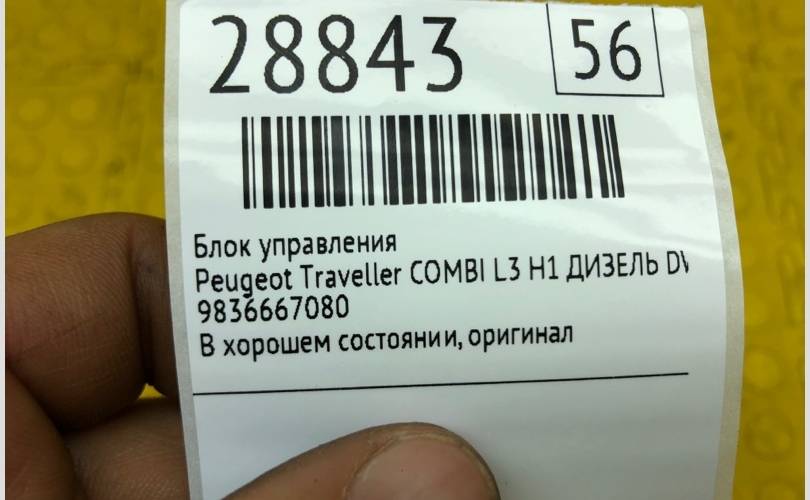 28843 56
Блок управления
Peugeot Traveller COMBI L3 H1 ДИЗЕЛЬ
9836667080
В хорошем состоянии, оригинал